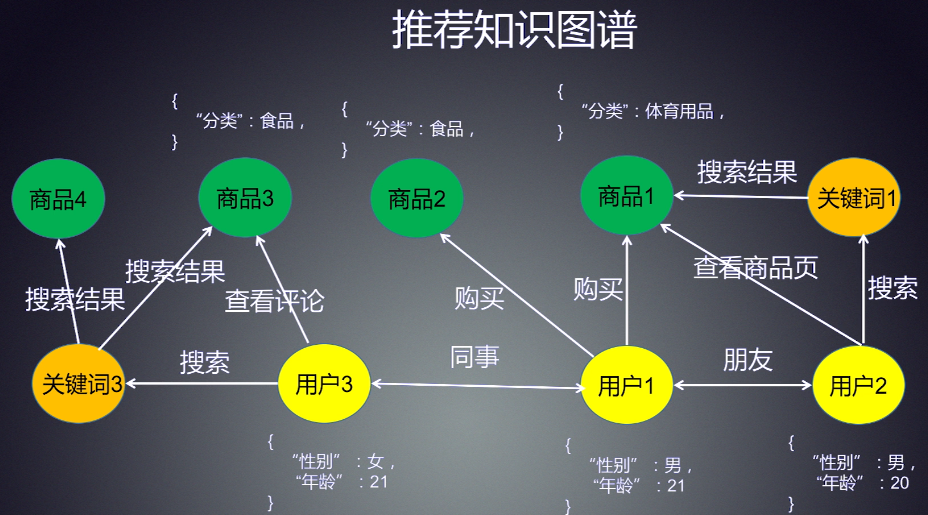 推荐知识图谱
{
“分类”：食品，
}
{
“分类”：食品，
}
{
“分类”：体育用品，
}
商品4
商品3
商品2
商品1
关键词1
搜索结果
搜索结果
搜索结果
查看评论
购买
购买
查看商品页
搜索
关键词3
搜索
用户3
同事
用户1
朋友
用户2
{
“性别” ：女，
“年龄” ：21
}
{
“性别” ：男，
“年龄” ：21
}
{
“性别” ：男，
“年龄” ：20
}